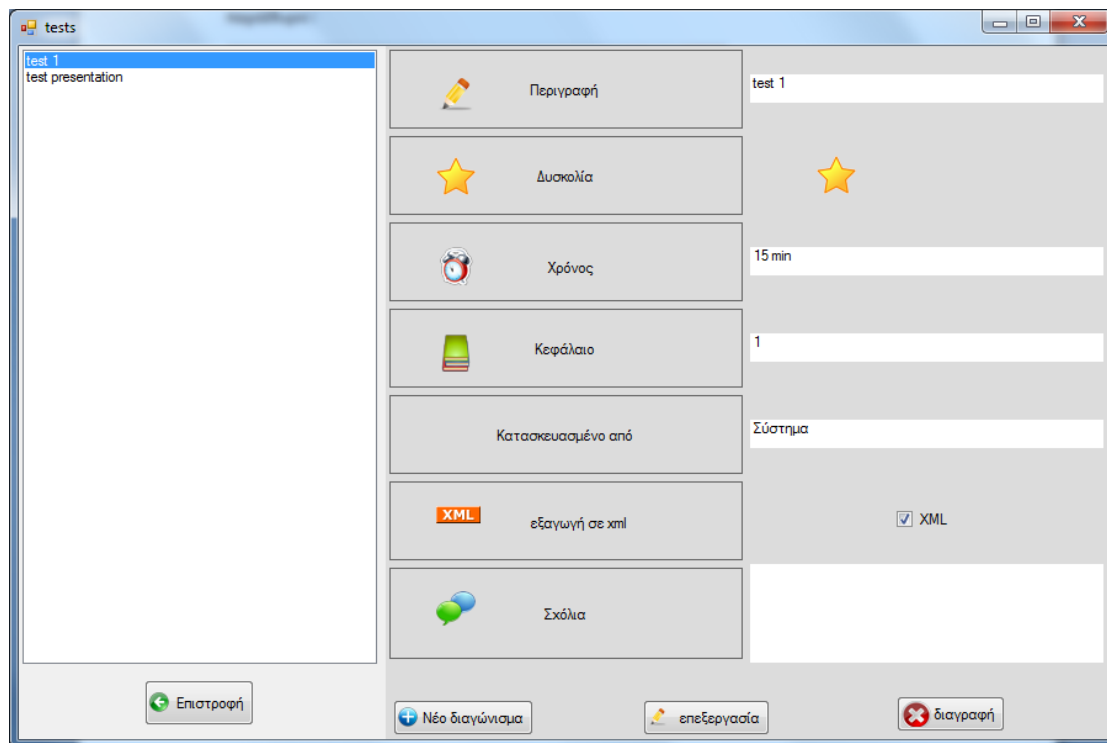 tests
test 1
test presentation
Περιγραφή
test 1
Δυσκολία
Χρόνος
15 min
Κεφάλαιο
1
Κατασκευασμένο από
Σύστημα
XML
εξαγωγή σε xml
XML
Σχόλια
Επιστροφή
Νέο διαγώνισμα
επεξεργασία
διαγραφή